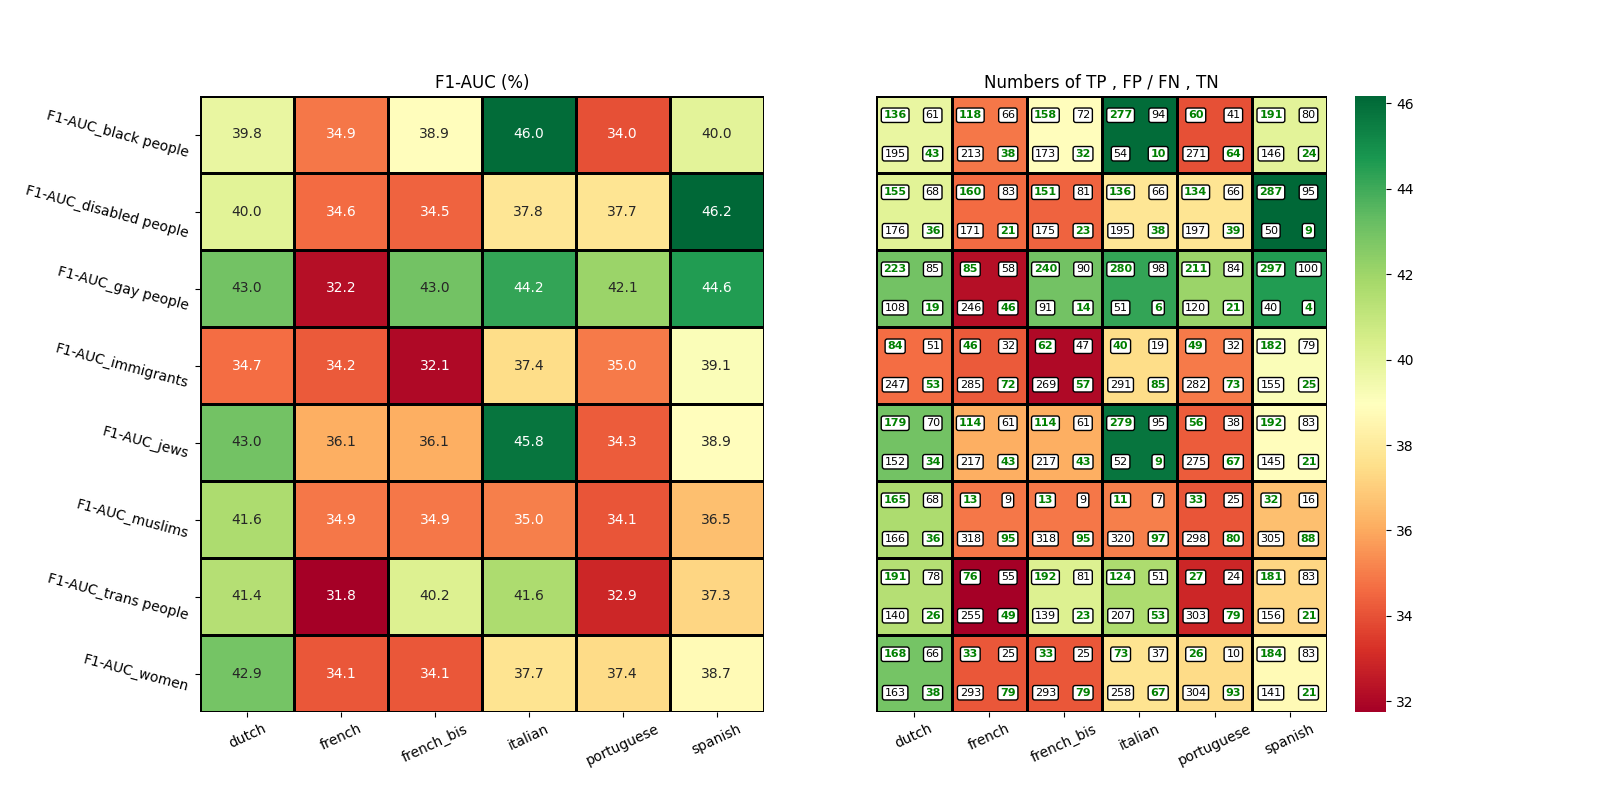 F1-AUC (%)
F1-AUC_black people 39.8 34.9 38.9 46.0 34.0 40.0
F1-AUC_disabled people 40.0 34.6 34.5 37.8 37.7 46.2
F1-AUC_gay people 43.0 32.2 43.0 44.2 42.1 44.6
F1-AUC_immigrants 34.7 34.2 32.1 37.4 35.0 39.1
F1-AUC_jews 43.0 36.1 36.1 45.8 34.3 38.9
F1-AUC_muslims 41.6 34.9 34.9 35.0 34.1 36.5
F1-AUC_trans people 41.4 31.8 40.2 41.6 32.9 37.3
F1-AUC_women 42.9 34.1 34.1 37.7 37.4 38.7
dutch french french_bis italian portuguese spanish
Numbers of TP , FP / FN , TN
136 61 118 66 158 72 277 94 60 41 191 80
195 43 213 38 173 32 54 10 271 64 146 24
155 68 160 83 151 81 136 66 134 66 287 95
176 36 171 21 175 23 195 38 197 39 50 9
223 85 85 58 240 90 280 98 211 84 297 100
108 19 246 46 91 14 51 6 120 21 40 4
84 51 46 32 62 47 40 19 49 32 182 79
247 53 285 72 269 57 291 85 282 73 155 25
179 70 114 61 114 61 279 95 56 38 192 83
152 34 217 43 217 43 52 9 275 67 145 21
165 68 13 9 13 9 11 7 33 25 32 16
166 36 318 95 318 95 320 97 298 80 305 88
191 78 76 55 192 81 124 51 27 24 181 83
140 26 255 49 139 23 207 53 303 79 156 21
168 66 33 25 33 25 73 37 26 10 184 83
163 38 293 79 293 79 258 67 304 93 141 21
dutch french french_bis italian portuguese spanish
46
44
42
40
38
36
34
32